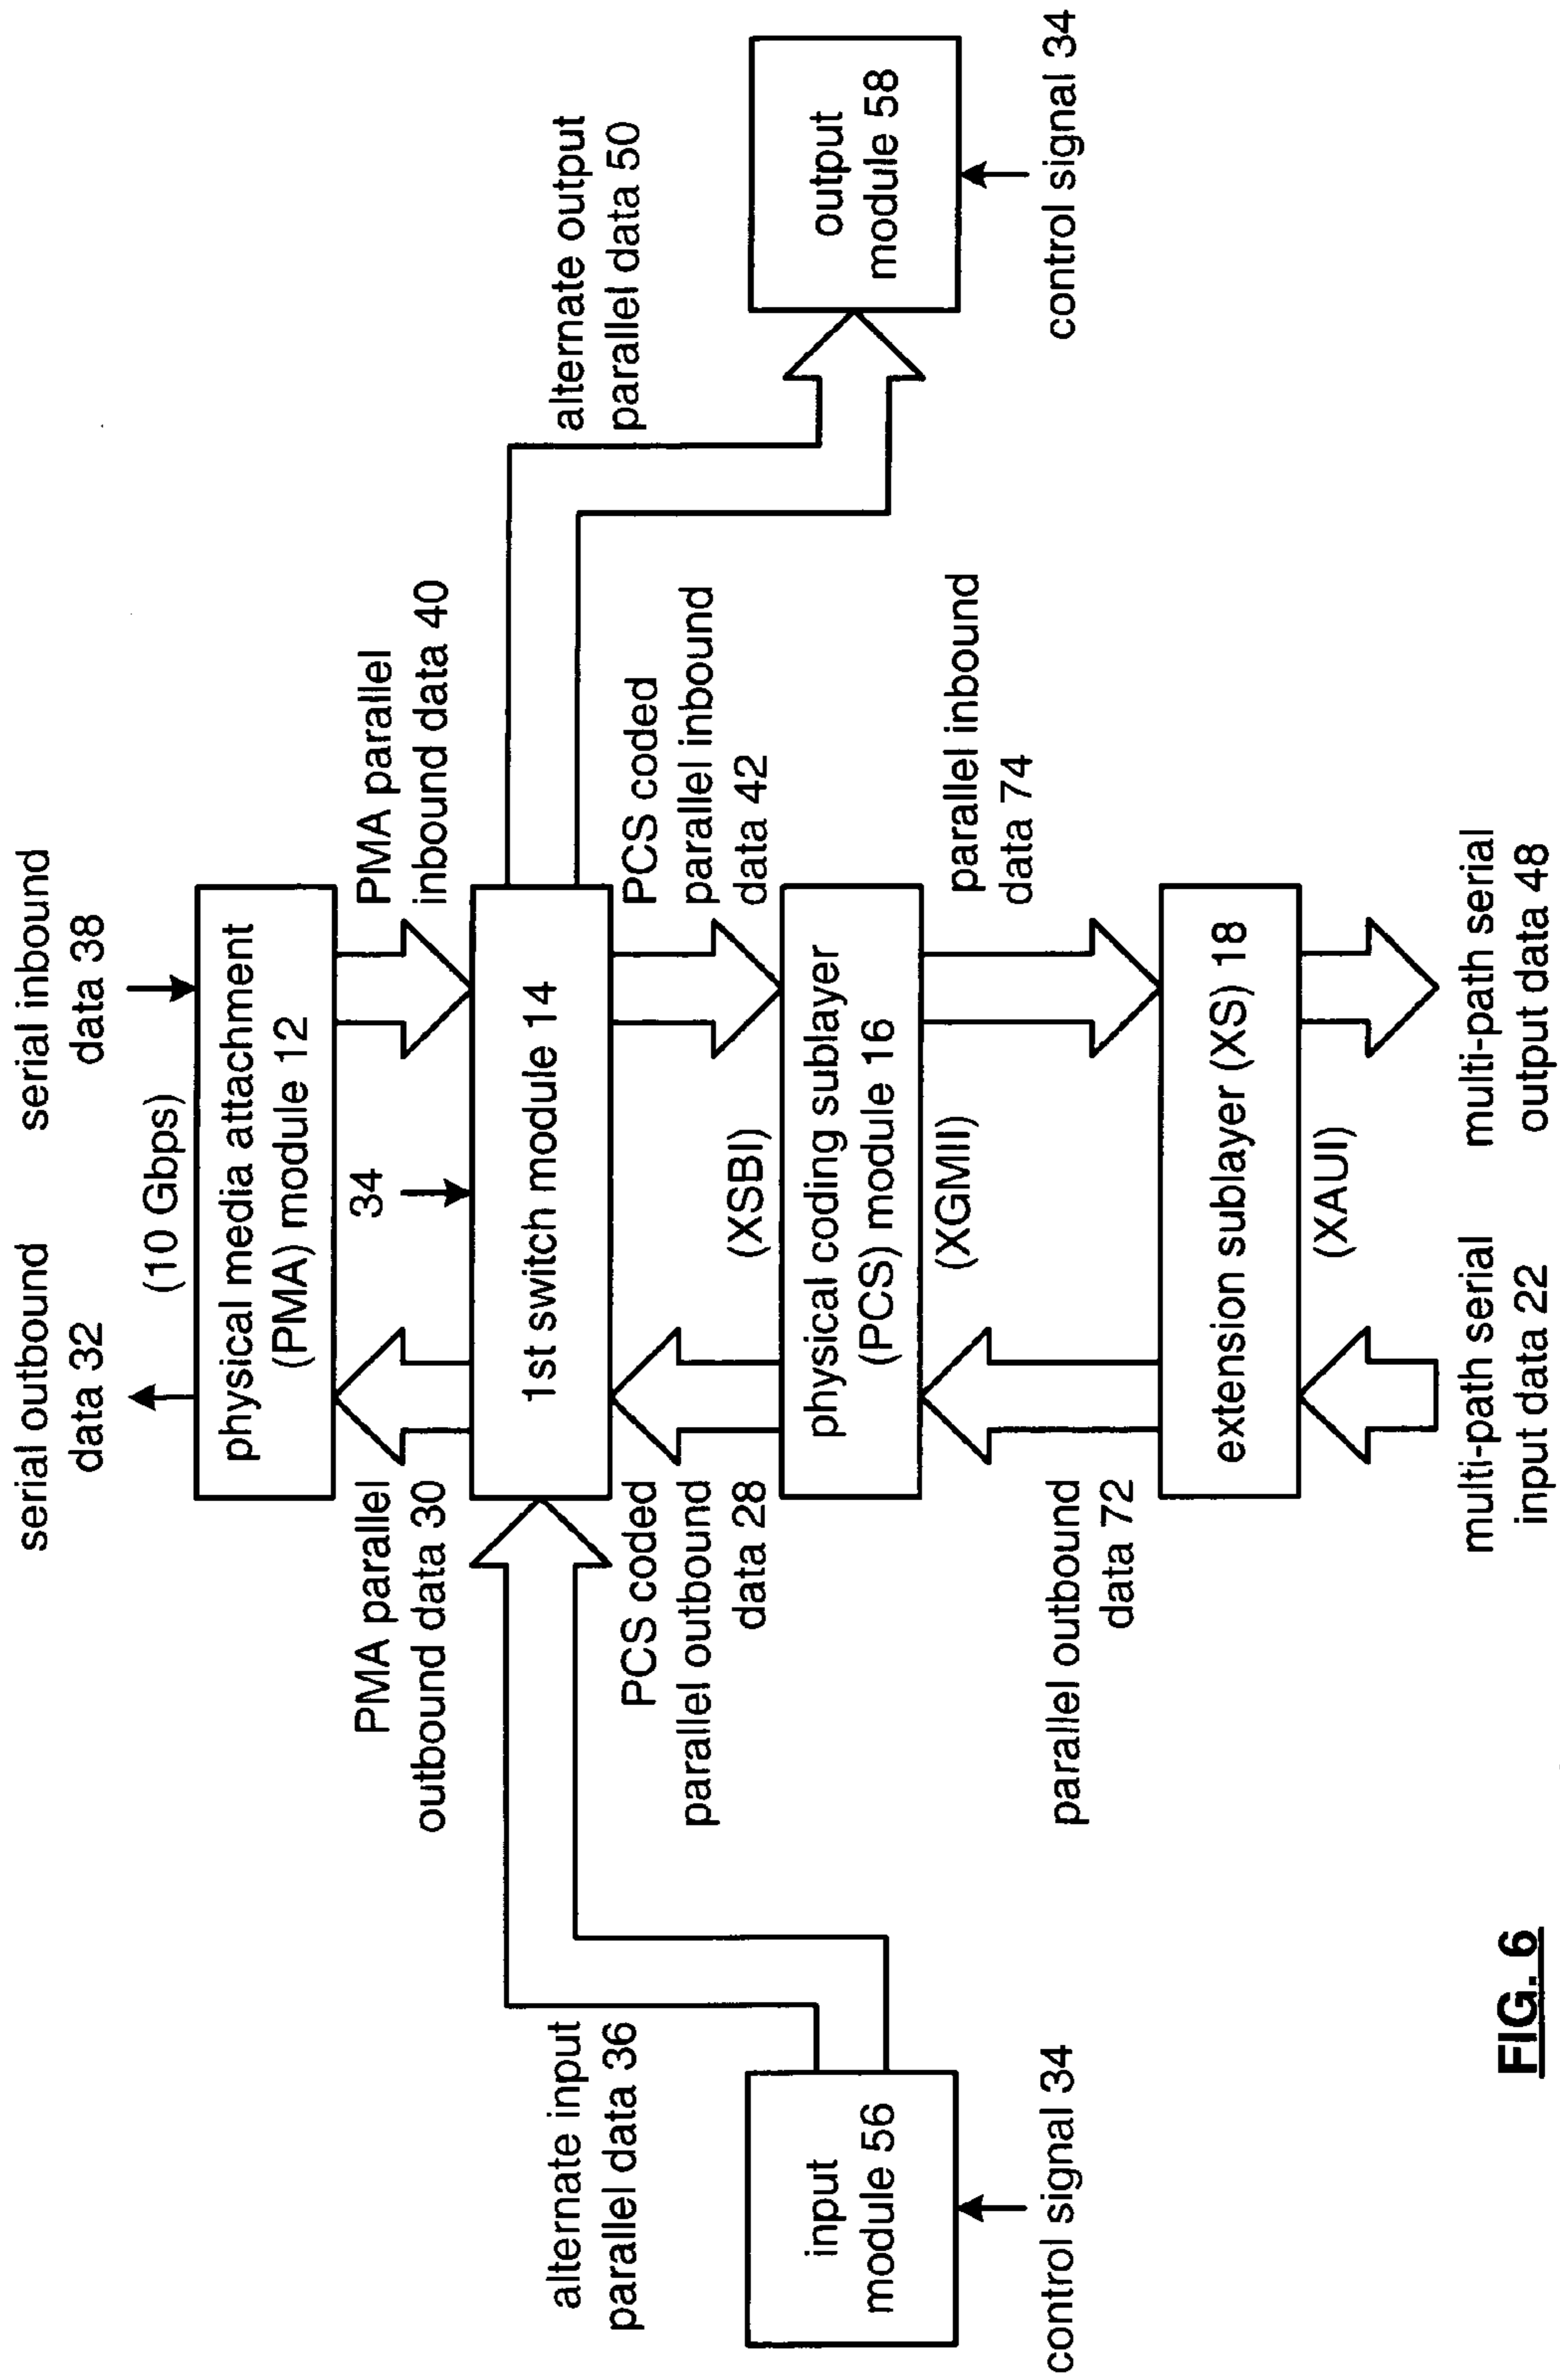 serial outbound
data 32
serial inbound
data 38
(10 Gbps)
physical media attachment
(PMA) module 12
PMA parallel
outbound data 30
34
PMA parallel
inbound data 40
1st switch module 14
alternate input
parallel data 36
alternate output
parallel data 50
PCS coded
parallel outbound
data 28
(XSBI)
PCS coded
parallel inbound
data 42
input
module 56
physical coding sublayer
(PCS) module 16
output
module 58
control signal 34
control signal 34
(XGMII)
parallel outbound
data 72
parallel inbound
data 74
extension sublayer (XS) 18
(XAUI)
multi-path serial
input data 22
multi-path serial
output data 48
FIG. 6